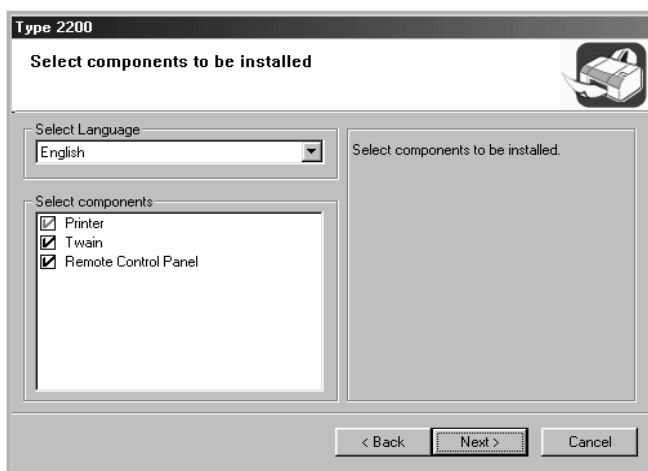 Type 2200
Select components to be installed
Select Language
English
Select components to be installed.
Select components
Printer
Twain
Remote Control Panel
< Back
Next >
Cancel